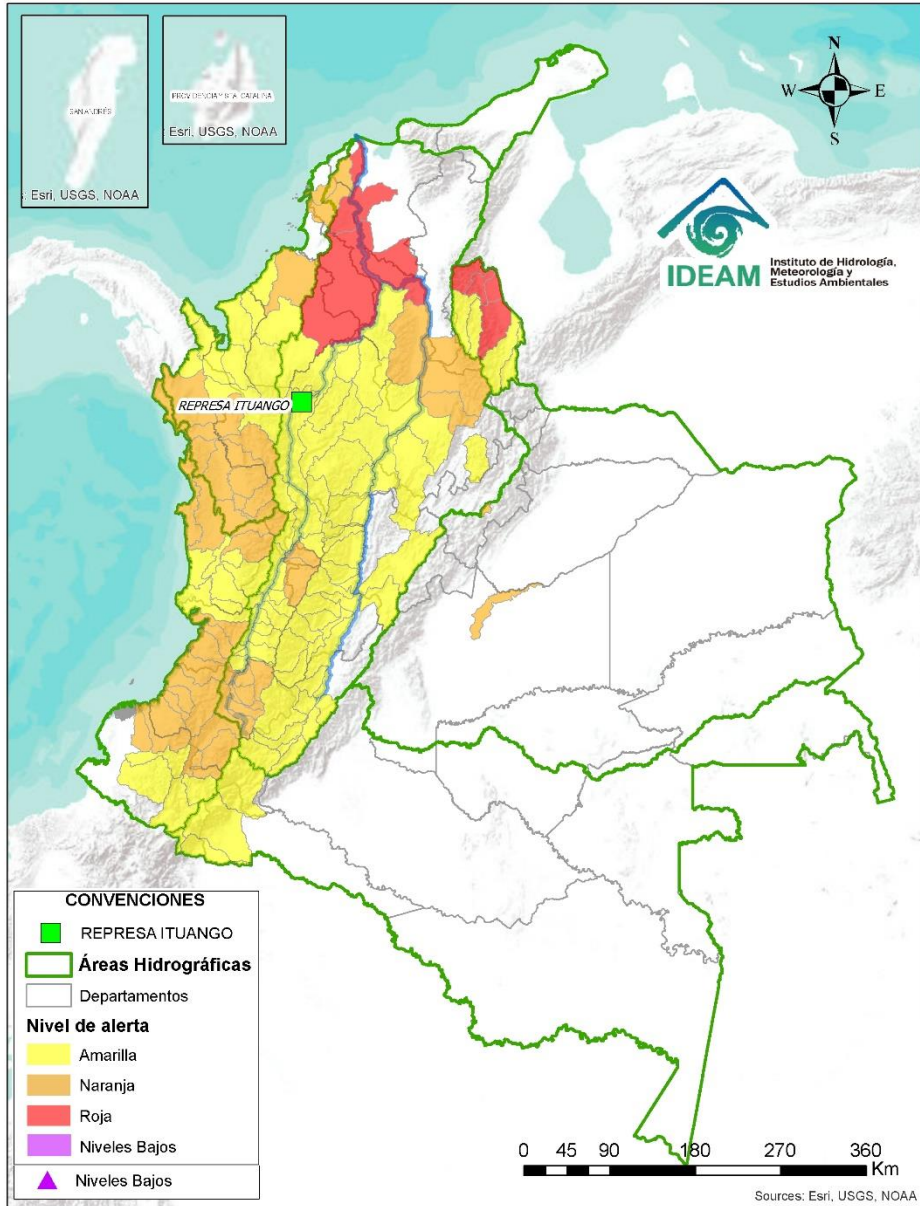 SAN ANDRÉS
: Esri, USGS, NOAA
PROVIDENCIA Y STA. CATALINA
: Esri, USGS, NOAA
N
W
E
S
IDEAM
Instituto de Hidrología,
Meteorología y
Estudios Ambientales
REPRESA ITUANGO
CONVENCIONES
REPRESA ITUANGO
Áreas Hidrográficas
Departamentos
Nivel de alerta
Amarilla
Naranja
Roja
Niveles Bajos
Niveles Bajos
0 45 90 180 270 360
Km
Sources: Esri, USGS, NOAA